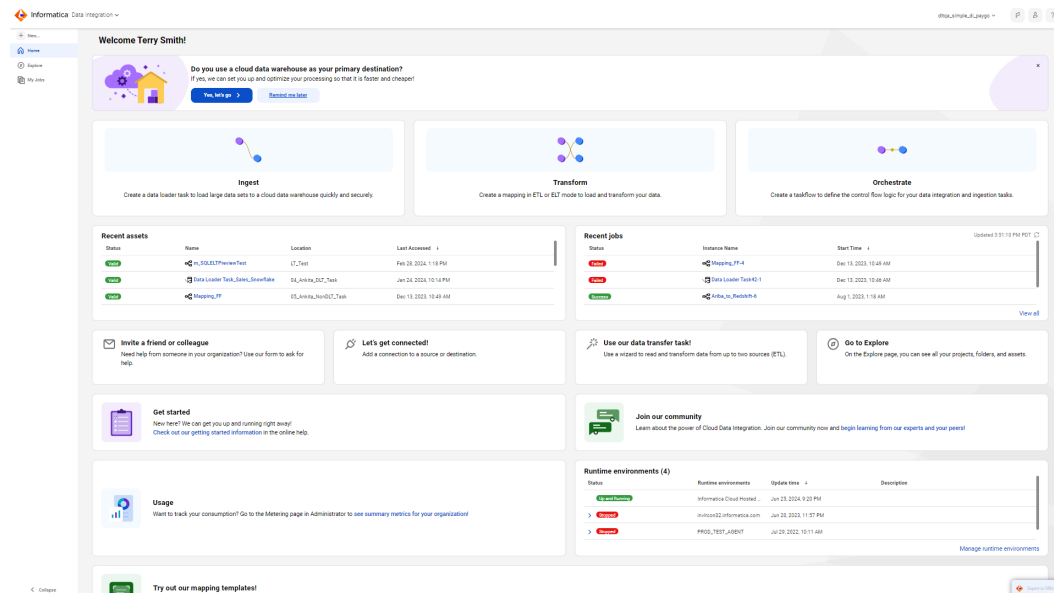 Informatica Data Integration
dtqa_simple_di_paygo
?
New...
Home
Explore
My Jobs
Collapse
Welcome Terry Smith!
Do you use a cloud data warehouse as your primary destination?
If yes, we can set you up and optimize your processing so that it is faster and cheaper!
Yes, let's go
Remind me later
Ingest
Create a data loader task to load large data sets to a cloud data warehouse quickly and securely.
Transform
Create a mapping in ETL or ELT mode to load and transform your data.
Orchestrate
Create a taskflow to define the control flow logic for your data integration and ingestion tasks.
Recent assets
Status Name Location Last Accessed
Valid m_SQLELTPreviewTest LT_Test Feb 28, 2024, 1:18 PM
Valid Data Loader Task_Sales_Snowflake 04_Ankita_DLT_Task Jan 24, 2024, 10:14 PM
Valid Mapping_FF 05_Ankita_NonDLT_Task Dec 13, 2023, 10:49 AM
Recent jobs
Updated 3:51:10 PM PDT
Status Instance Name Start Time
Failed Mapping_FF-4 Dec 13, 2023, 10:49 AM
Failed Data Loader Task42-1 Dec 13, 2023, 10:46 AM
Success Ariba_to_Redshift-6 Aug 1, 2023, 1:18 AM
View all
Invite a friend or colleague
Need help from someone in your organization? Use our form to ask for
help.
Let's get connected!
Add a connection to a source or destination.
Use our data transfer task!
Use a wizard to read and transform data from up to two sources (ETL).
Go to Explore
On the Explore page, you can see all your projects, folders, and assets.
Get started
New here? We can get you up and running right away!
Check out our getting started information in the online help.
Join our community
Learn about the power of Cloud Data Integration. Join our community now and begin learning from our experts and your peers!
Usage
Want to track your consumption? Go to the Metering page in Administrator to see summary metrics for your organization!
Runtime environments (4)
Status Runtime environments Update time Description
Up and Running Informatica Cloud Hosted ... Jun 25, 2024, 9:20 PM
Stopped invircon32.informatica.com Jun 20, 2023, 11:57 PM
Stopped PROD_TEST_AGENT Jul 29, 2022, 10:11 AM
Manage runtime environments
Try out our mapping templates!